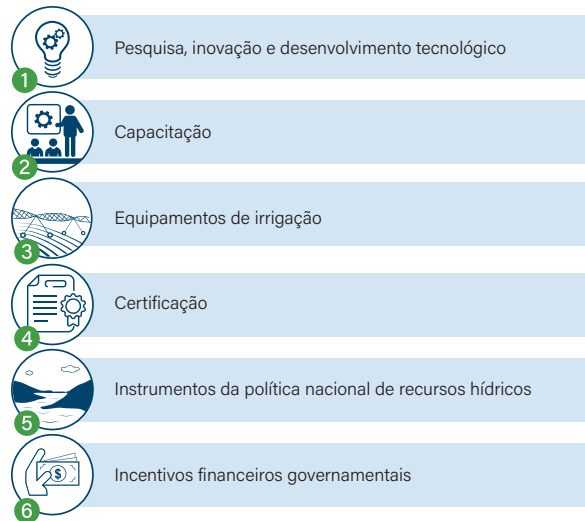 Pesquisa, inovação e desenvolvimento tecnológico
1
Capacitação
2
Equipamentos de irrigação
3
Certificação
4
Instrumentos da política nacional de recursos hídricos
5
$
Incentivos financeiros governamentais
6